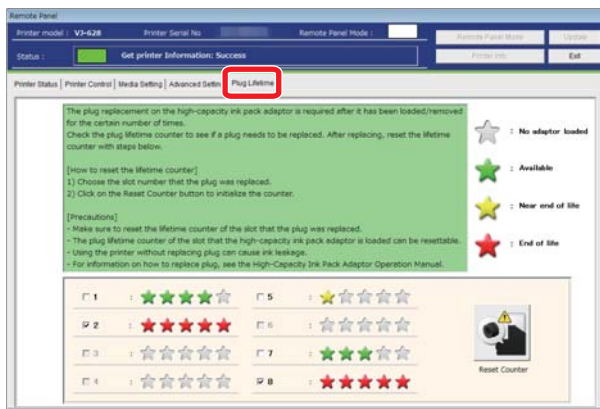 Remote Panel
Printer model : VJ-628 Printer Serial No Remote Panel Mode : Remote Panel Mode Update
Status : Get printer Information: Success Printer Info Exit
Printer Status Printer Control Media Setting Advanced Settin Plug Lifetime
The plug replacement on the high-capacity ink pack adaptor is required after it has been loaded/removed
for the certain number of times.
Check the plug lifetime counter to see if a plug needs to be replaced. After replacing, reset the lifetime
counter with steps below.
[How to reset the lifetime counter]
1) Choose the slot number that the plug was replaced.
2) Click on the Reset Counter button to initialize the counter.
[Precautions]
- Make sure to reset the lifetime counter of the slot that the plug was replaced.
- The plug lifetime counter of the slot that the high-capacity ink pack adaptor is loaded can be resettable.
- Using the printer without replacing plug can cause ink leakage.
- For information on how to replace plug, see the High-Capacity Ink Pack Adaptor Operation Manual.
: No adaptor loaded
: Available
: Near end of life
: End of life
1 : 5 :
2 : 6 :
3 : 7 :
4 : 8 :
Reset Counter